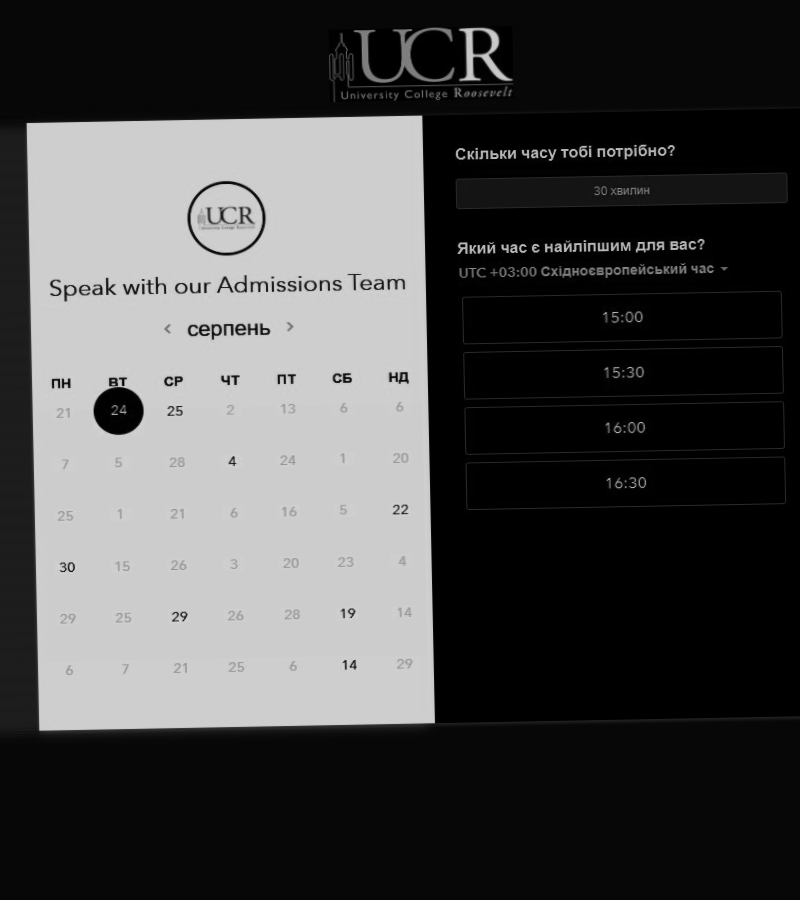 UCR
University College Roosevelt
UCR
Speak with our Admissions Team
< серпень >
ПН ВТ СР ЧТ ПТ СБ НД
21 24 25 2 13 6 6
7 5 28 4 24 1 20
25 1 21 6 16 5 22
30 15 26 3 20 23 4
29 25 29 26 28 19 14
6 7 21 25 6 14 29
Скільки часу тобі потрібно?
30 хвилин
Який час є найліпшим для вас?
UTC +03:00 Східноєвропейський час
15:00
15:30
16:00
16:30